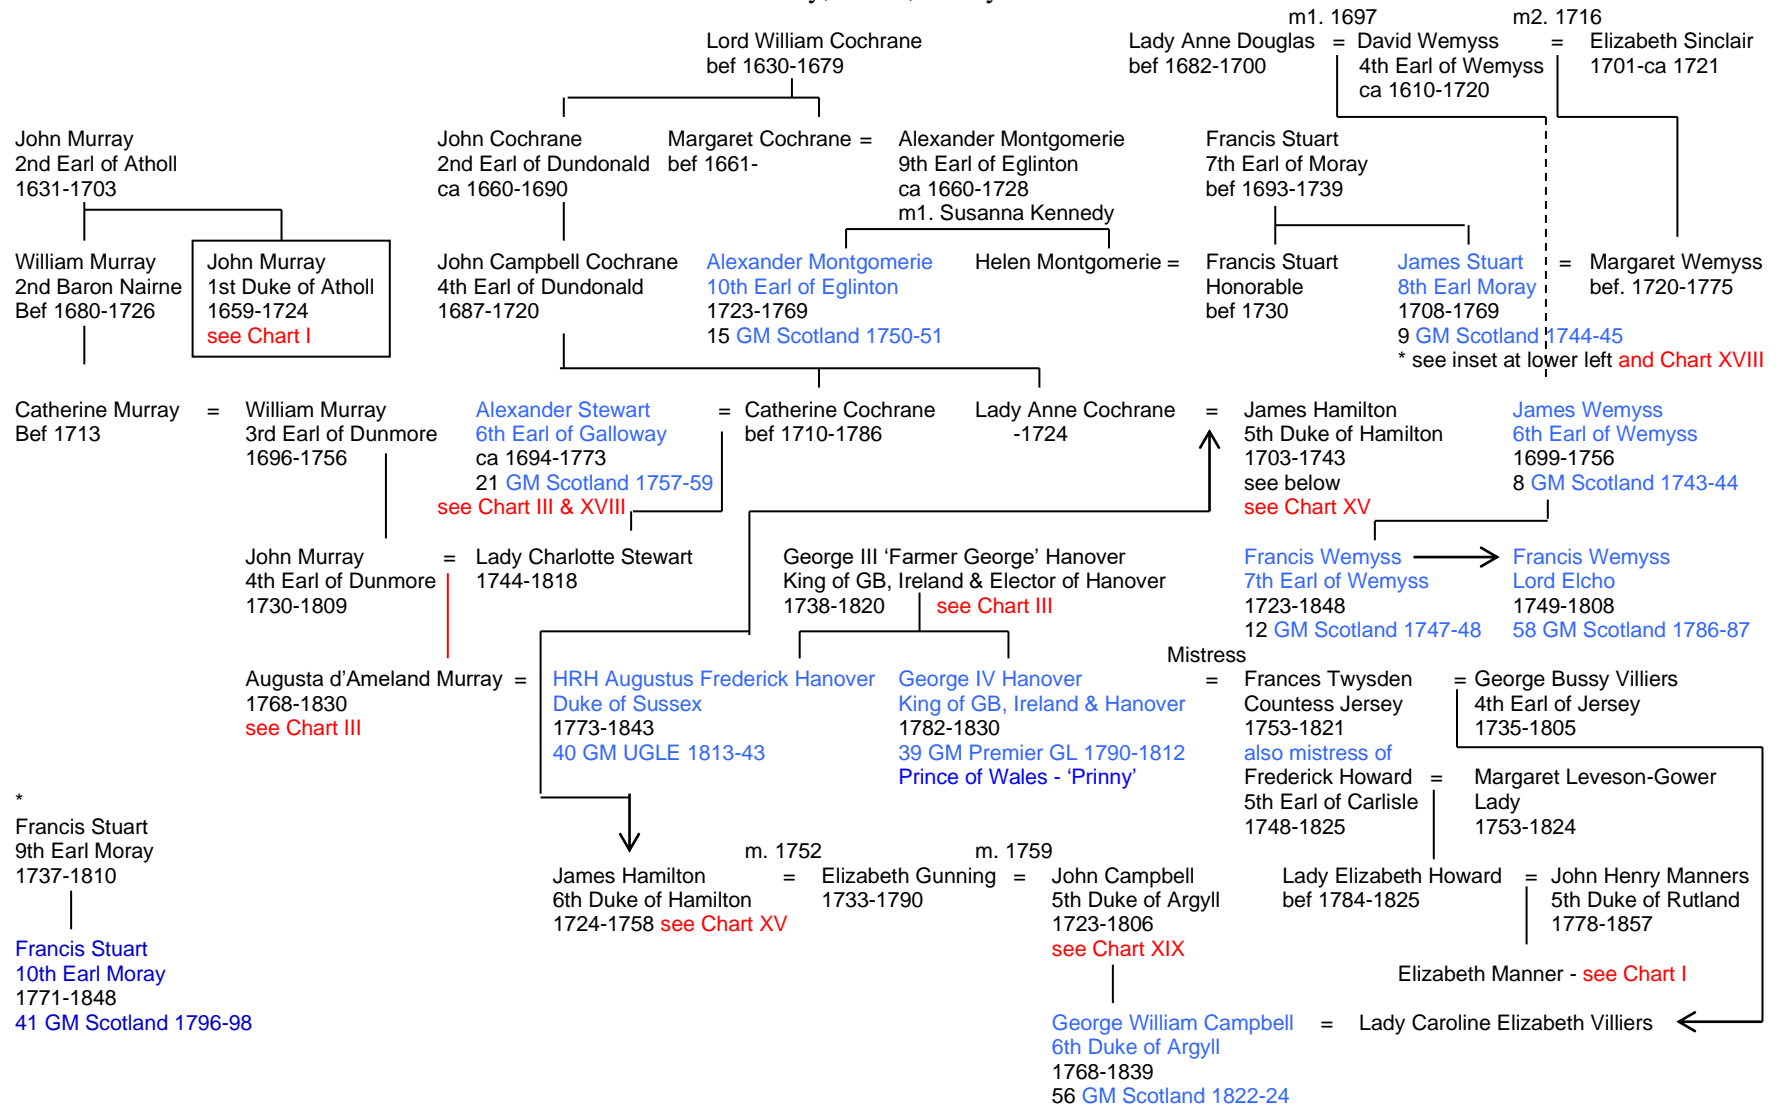 m1. 1697
m2. 1716
Lord William Cochrane
bef 1630-1679
Lady Anne Douglas =
bef 1682-1700
David Wemyss =
4th Earl of Wemyss
ca 1610-1720
Elizabeth Sinclair
1701-ca 1721
John Murray
2nd Earl of Atholl
1631-1703
John Cochrane
2nd Earl of Dundonald
ca 1660-1690
Margaret Cochrane =
bef 1661-
Alexander Montgomerie
9th Earl of Eglinton
ca 1660-1728
m1. Susanna Kennedy
Francis Stuart
7th Earl of Moray
bef 1693-1739
William Murray
2nd Baron Nairne
Bef 1680-1726
John Murray
1st Duke of Atholl
1659-1724
see Chart I
John Campbell Cochrane
4th Earl of Dundonald
1687-1720
Alexander Montgomerie
10th Earl of Eglinton
1723-1769
15 GM Scotland 1750-51
Helen Montgomerie =
Francis Stuart
Honorable
bef 1730
James Stuart =
8th Earl Moray
1708-1769
9 GM Scotland 1744-45
* see inset at lower left and Chart XVIII
Margaret Wemyss
bef. 1720-1775
Catherine Murray =
Bef 1713
William Murray
3rd Earl of Dunmore
1696-1756
Alexander Stewart =
6th Earl of Galloway
ca 1694-1773
21 GM Scotland 1757-59
see Chart III & XVIII
Catherine Cochrane
bef 1710-1786
Lady Anne Cochrane =
-1724
James Hamilton
5th Duke of Hamilton
1703-1743
see below
see Chart XV
James Wemyss
6th Earl of Wemyss
1699-1756
8 GM Scotland 1743-44
John Murray =
4th Earl of Dunmore
1730-1809
Lady Charlotte Stewart
1744-1818
George III ‘Farmer George’ Hanover
King of GB, Ireland & Elector of Hanover
1738-1820 see Chart III
Francis Wemyss
7th Earl of Wemyss
1723-1848
12 GM Scotland 1747-48
Francis Wemyss
Lord Elcho
1749-1808
58 GM Scotland 1786-87
Augusta d’Ameland Murray =
1768-1830
see Chart III
HRH Augustus Frederick Hanover
Duke of Sussex
1773-1843
40 GM UGLE 1813-43
George IV Hanover
King of GB, Ireland & Hanover
1782-1830
39 GM Premier GL 1790-1812
Prince of Wales - ‘Prinny’
Mistress
=
Frances Twysden =
Countess Jersey
1753-1821
also mistress of
Frederick Howard =
5th Earl of Carlisle
1748-1825
George Bussy Villiers
4th Earl of Jersey
1735-1805
Margaret Leveson-Gower
Lady
1753-1824
*
Francis Stuart
9th Earl Moray
1737-1810
Francis Stuart
10th Earl Moray
1771-1848
41 GM Scotland 1796-98
m. 1752
m. 1759
James Hamilton =
6th Duke of Hamilton
1724-1758 see Chart XV
Elizabeth Gunning =
1733-1790
John Campbell
5th Duke of Argyll
1723-1806
see Chart XIX
Lady Elizabeth Howard =
bef 1784-1825
John Henry Manners
5th Duke of Rutland
1778-1857
Elizabeth Manner - see Chart I
George William Campbell =
6th Duke of Argyll
1768-1839
56 GM Scotland 1822-24
Lady Caroline Elizabeth Villiers